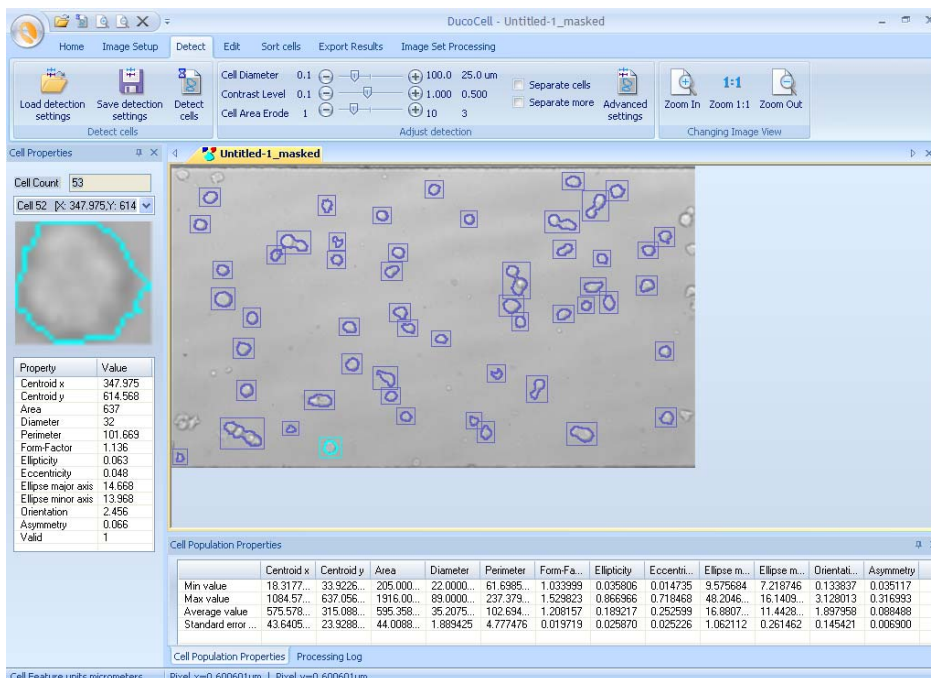 DucoCell - Untitled-1_masked
Home Image Setup Detect Edit Sort cells Export Results Image Set Processing
Load detection settings
Save detection settings
Detect cells
Detect cells
Cell Diameter 0.1 100.0 25.0 um
Contrast Level 0.1 1.000 0.500
Cell Area Erode 1 10 3
Separate cells
Separate more
Advanced settings
Adjust detection
Zoom In Zoom 1:1 Zoom Out
1:1
Changing Image View
Cell Properties
Untitled-1_masked
Cell Count 53
Cell 52 (X: 347.975,Y: 614
Property Value
Centroid x 347.975
Centroid y 614.568
Area 637
Diameter 32
Perimeter 101.669
Form-Factor 1.136
Ellipticity 0.063
Eccentricity 0.048
Ellipse major axis 14.668
Ellipse minor axis 13.968
Orientation 2.456
Asymmetry 0.066
Valid 1
Cell Population Properties
Centroid x Centroid y Area Diameter Perimeter Form-Fa... Ellipticity Eccentri... Ellipse m... Ellipse m... Orientati... Asymmetry
Min value 18.3177... 33.9226... 205.000... 22.0000... 61.6985... 1.033999 0.035806 0.014735 9.575684 7.218746 0.133837 0.035117
Max value 1084.57... 637.056... 1916.00... 89.0000... 237.379... 1.529823 0.866966 0.718468 48.2046... 16.1409... 3.128013 0.316993
Average value 575.578... 315.088... 595.358... 35.2075... 102.694... 1.208157 0.189217 0.252599 16.8807... 11.4428... 1.897958 0.088488
Standard error ... 43.6405... 23.9288... 44.0088... 1.889425 4.777476 0.019719 0.025870 0.025226 1.062112 0.261462 0.145421 0.006900
Cell Population Properties Processing Log
Cell Feature units micrometers Pixel x=0.600601um | Pixel y=0.600601um